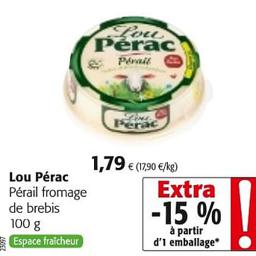 Lou
Pérac
Pérail
Lou
Pérac
1,79 € (17,90 €/kg)
Lou Pérac
Pérail fromage
de brebis
100 g
Espace fraîcheur
Extra
-15 %
à partir
d'1 emballage*
!